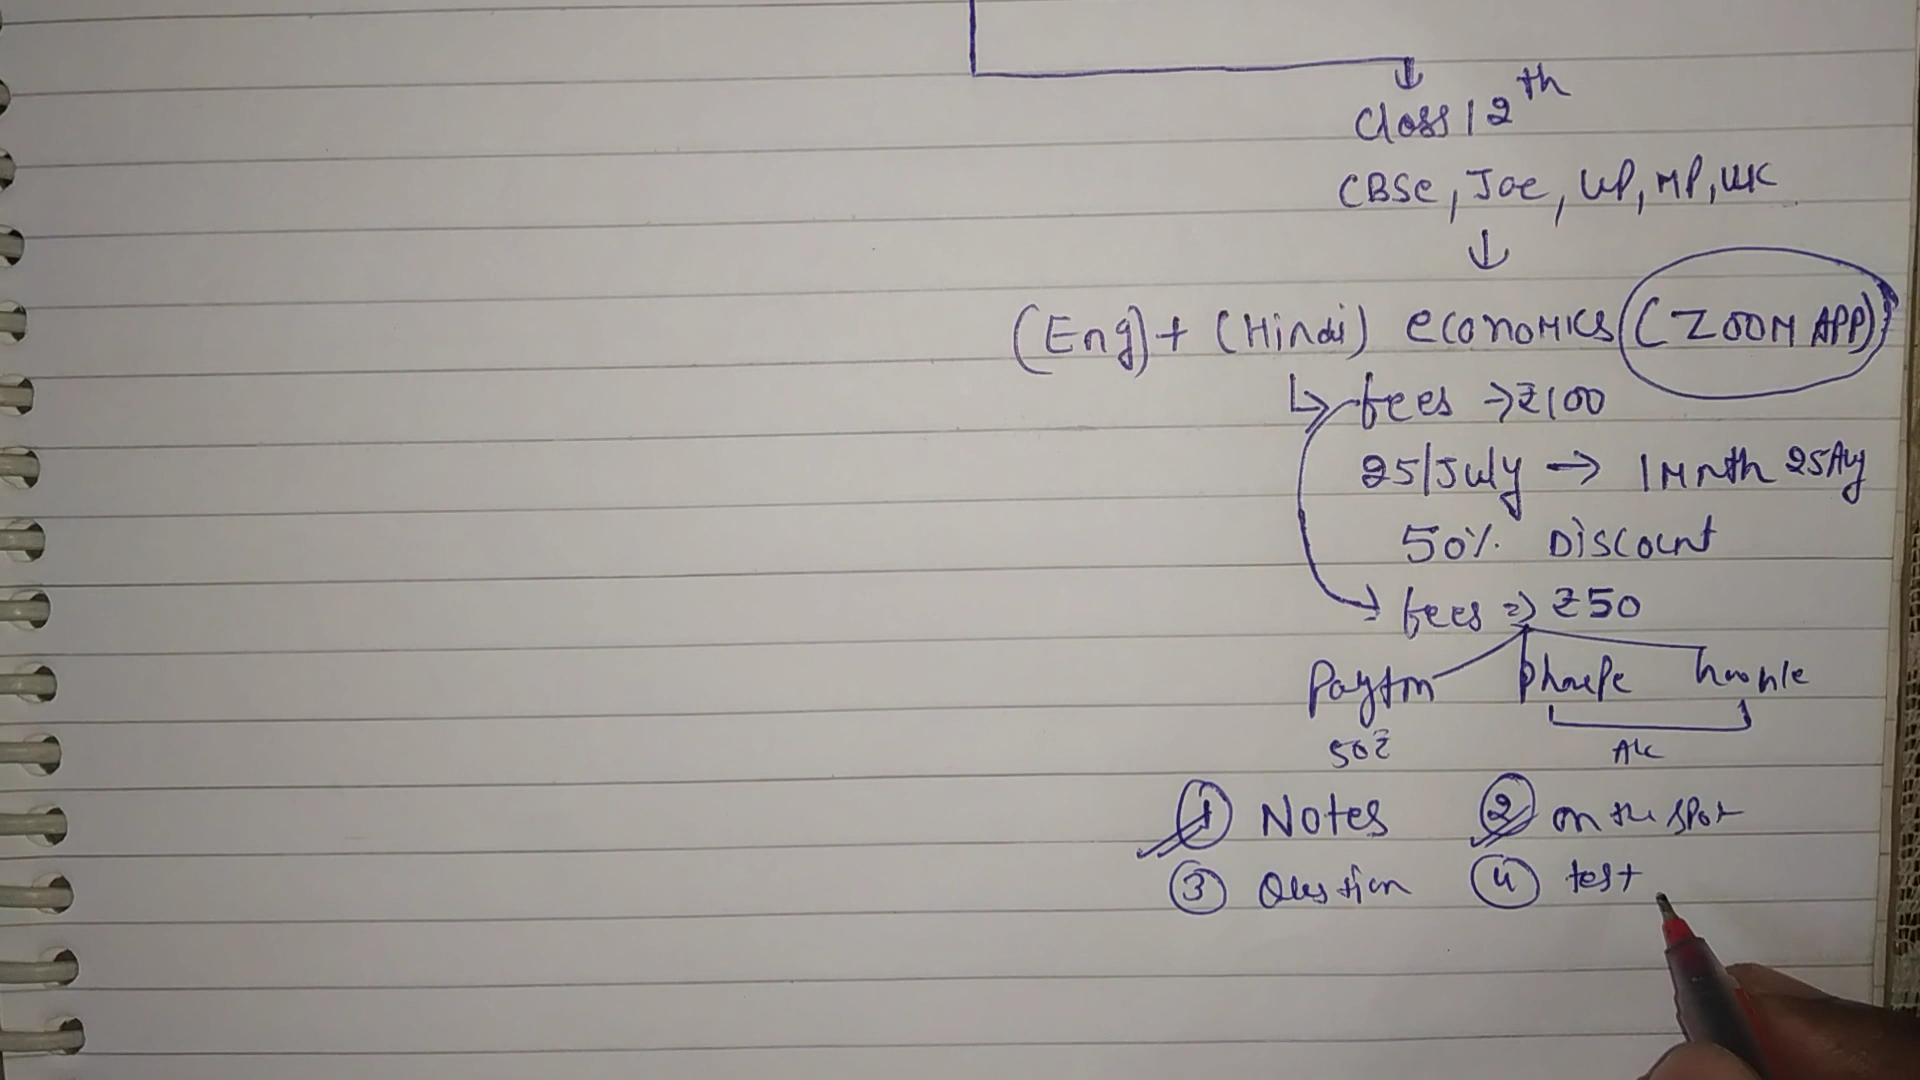 Class 12th
CBSE, Jac, UP, MP, UK
(Eng) + (Hindi) economics (ZOOM APP)
fees → ₹100
25/July → 1 Mnth 25 Aug
50% Discount
fees ⇒ ₹50
Paytm PhonePe
50₹ A/c
① Notes ② on the spot
③ Question ④ test